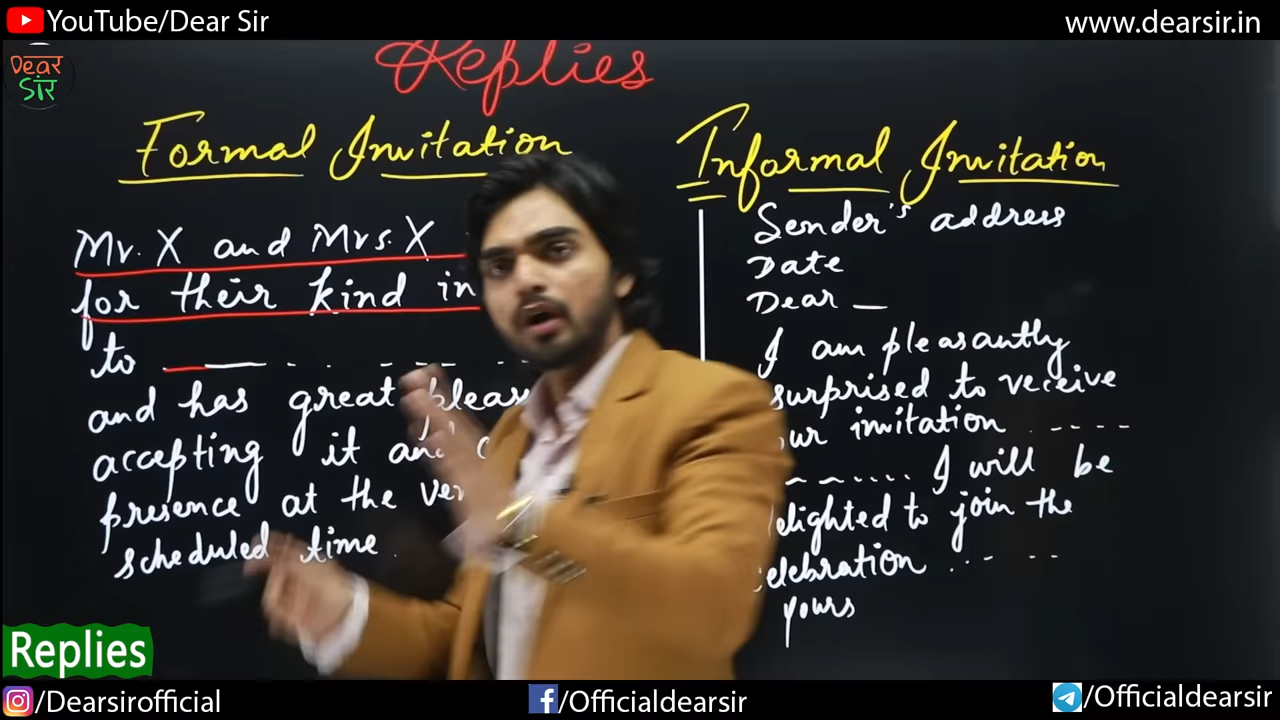 YouTube/Dear Sir
www.dearsir.in
Dear
Sir
Replies
Formal Invitation
Mr. X and Mrs. X
for their kind in
to
and has great pleas
accepting it and
presence at the ve
scheduled time.
Informal Invitation
Sender's address
Date
Dear _
I am pleasantly
surprised to receive
our invitation ......
........ I will be
elighted to join the
elebration .......
yours
Replies
/Dearsirofficial
/Officialdearsir
/Officialdearsir